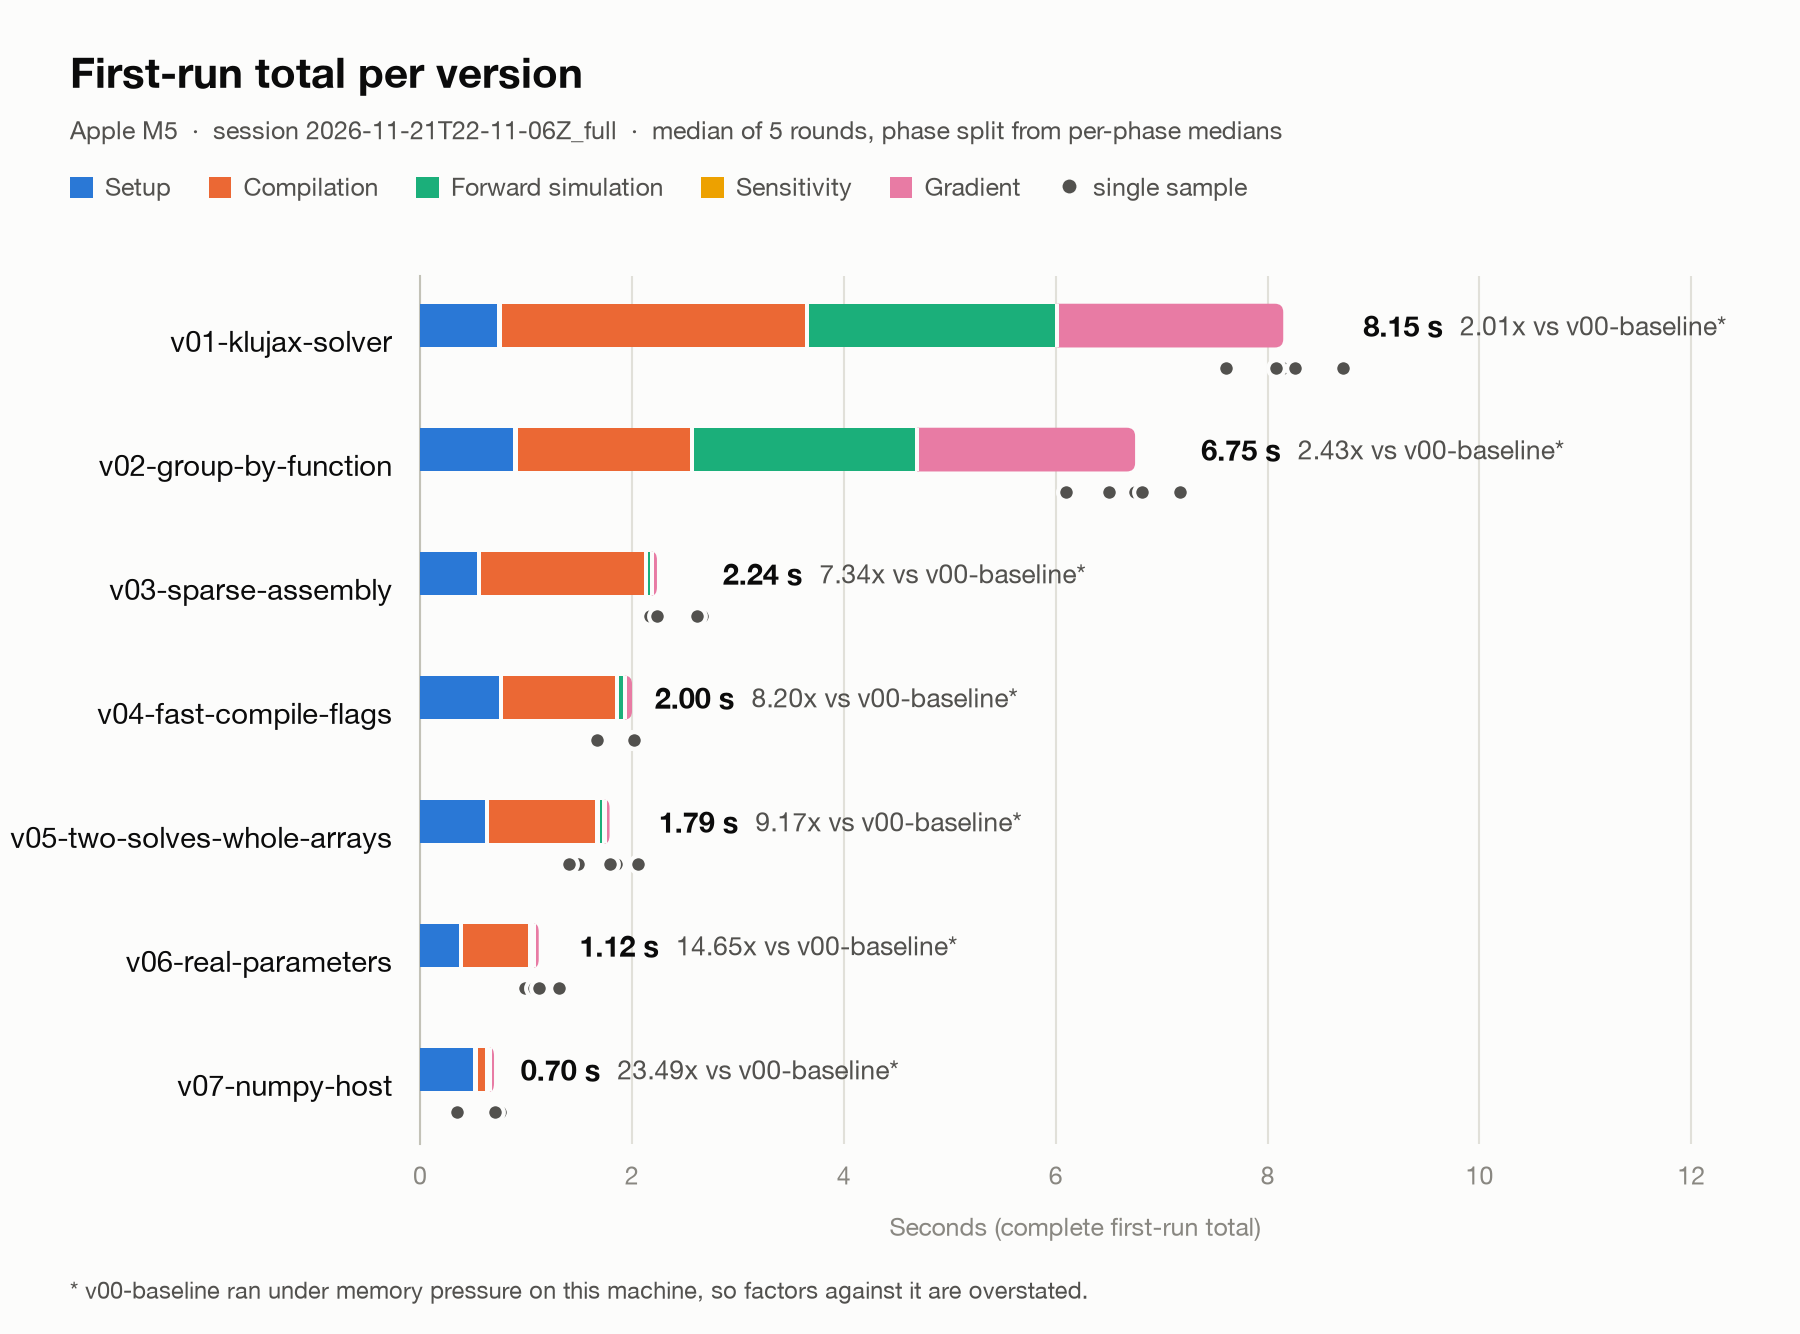 First-run total per version
Apple M5 · session 2026-11-21T22-11-06Z_full · median of 5 rounds, phase split from per-phase medians
Setup Compilation Forward simulation Sensitivity Gradient single sample
v01-klujax-solver 8.15 s 2.01x vs v00-baseline*
v02-group-by-function 6.75 s 2.43x vs v00-baseline*
v03-sparse-assembly 2.24 s 7.34x vs v00-baseline*
v04-fast-compile-flags 2.00 s 8.20x vs v00-baseline*
v05-two-solves-whole-arrays 1.79 s 9.17x vs v00-baseline*
v06-real-parameters 1.12 s 14.65x vs v00-baseline*
v07-numpy-host 0.70 s 23.49x vs v00-baseline*
0 2 4 6 8 10 12
Seconds (complete first-run total)
* v00-baseline ran under memory pressure on this machine, so factors against it are overstated.